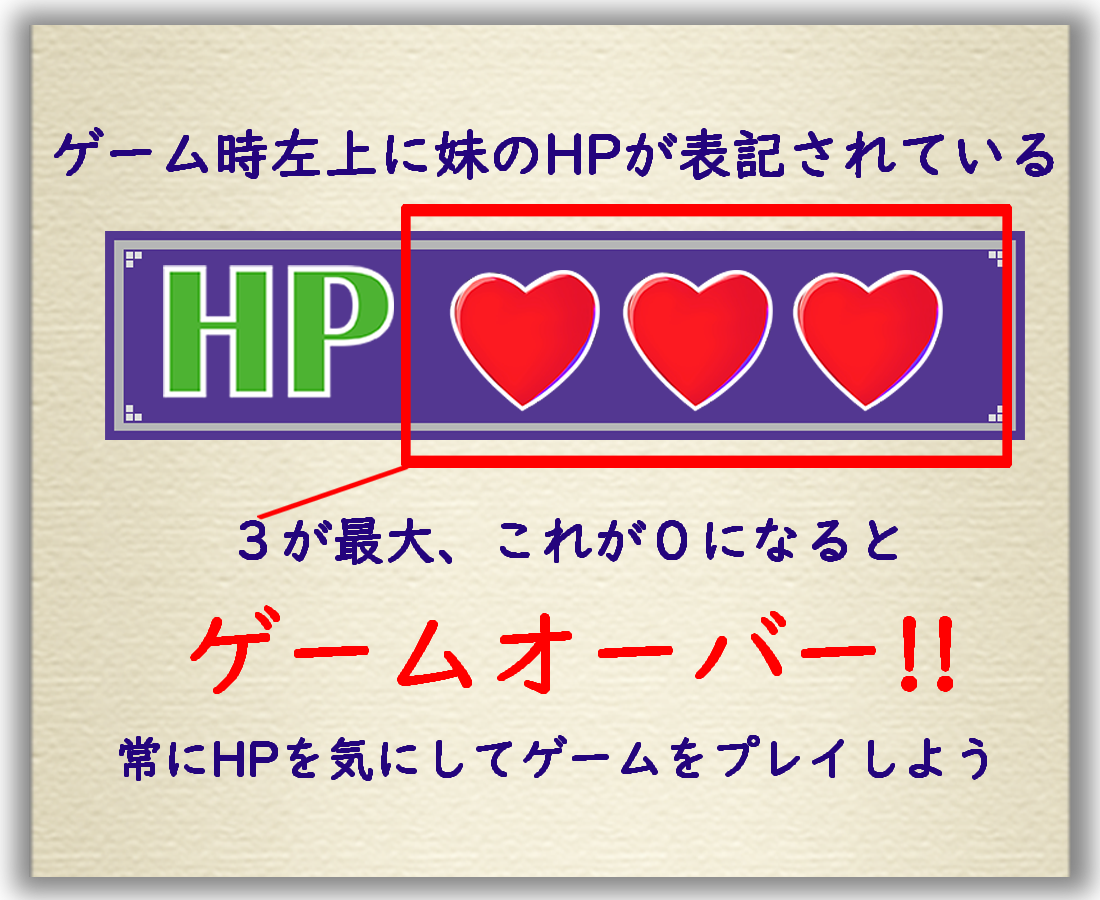 ゲーム時左上に妹のHPが表記されている
HP
３が最大、これが０になると
ゲームオーバー!!
常にHPを気にしてゲームをプレイしよう